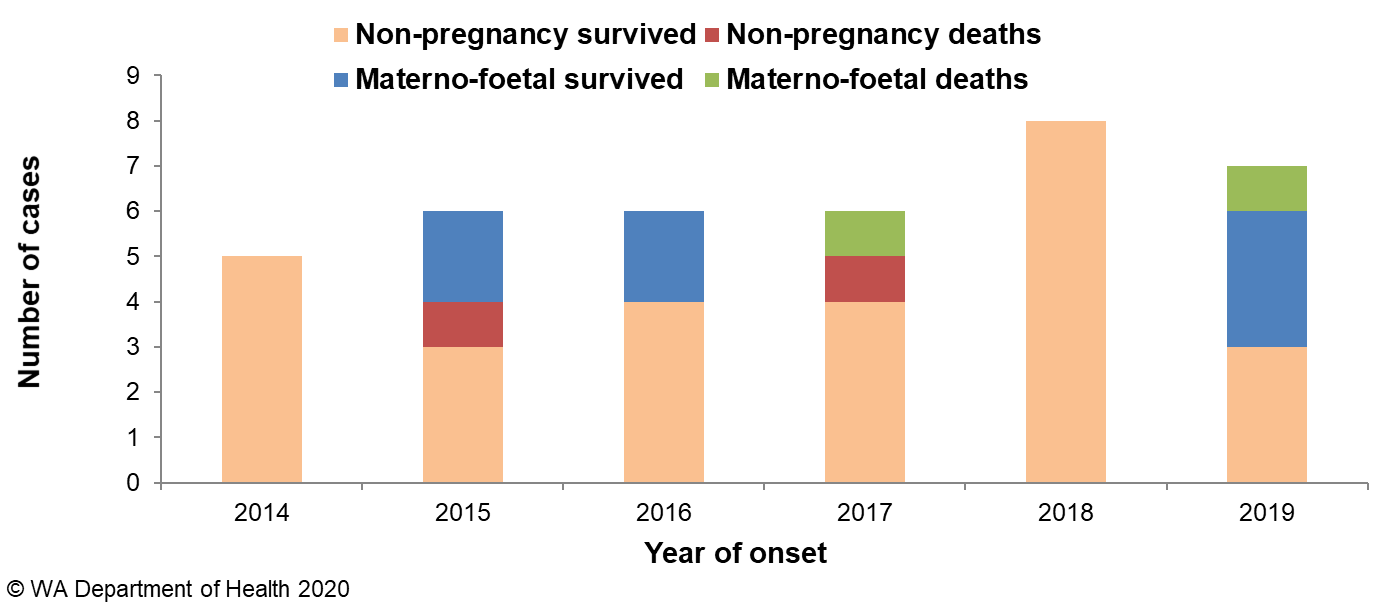 Non-pregnancy survived Non-pregnancy deaths
Materno-foetal survived Materno-foetal deaths
9
8
7
6
5
4
3
2
1
0
Number of cases
2014 2015 2016 2017 2018 2019
Year of onset
© WA Department of Health 2020